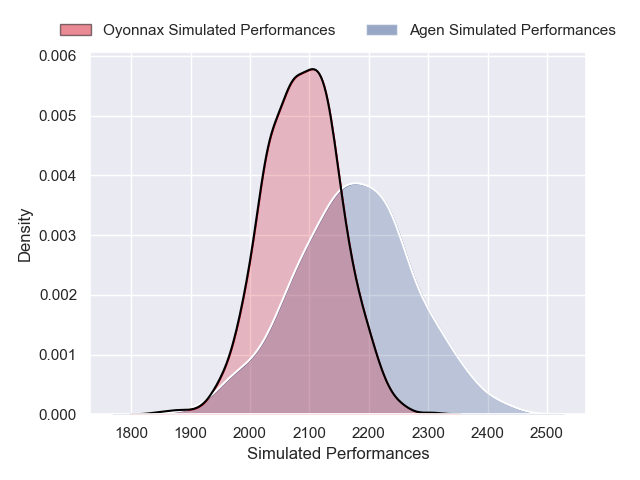 Oyonnax Simulated Performances Agen Simulated Performances
0.006
0.005
0.004
0.003
0.002
0.001
0.000
Density
1800 1900 2000 2100 2200 2300 2400 2500
Simulated Performances